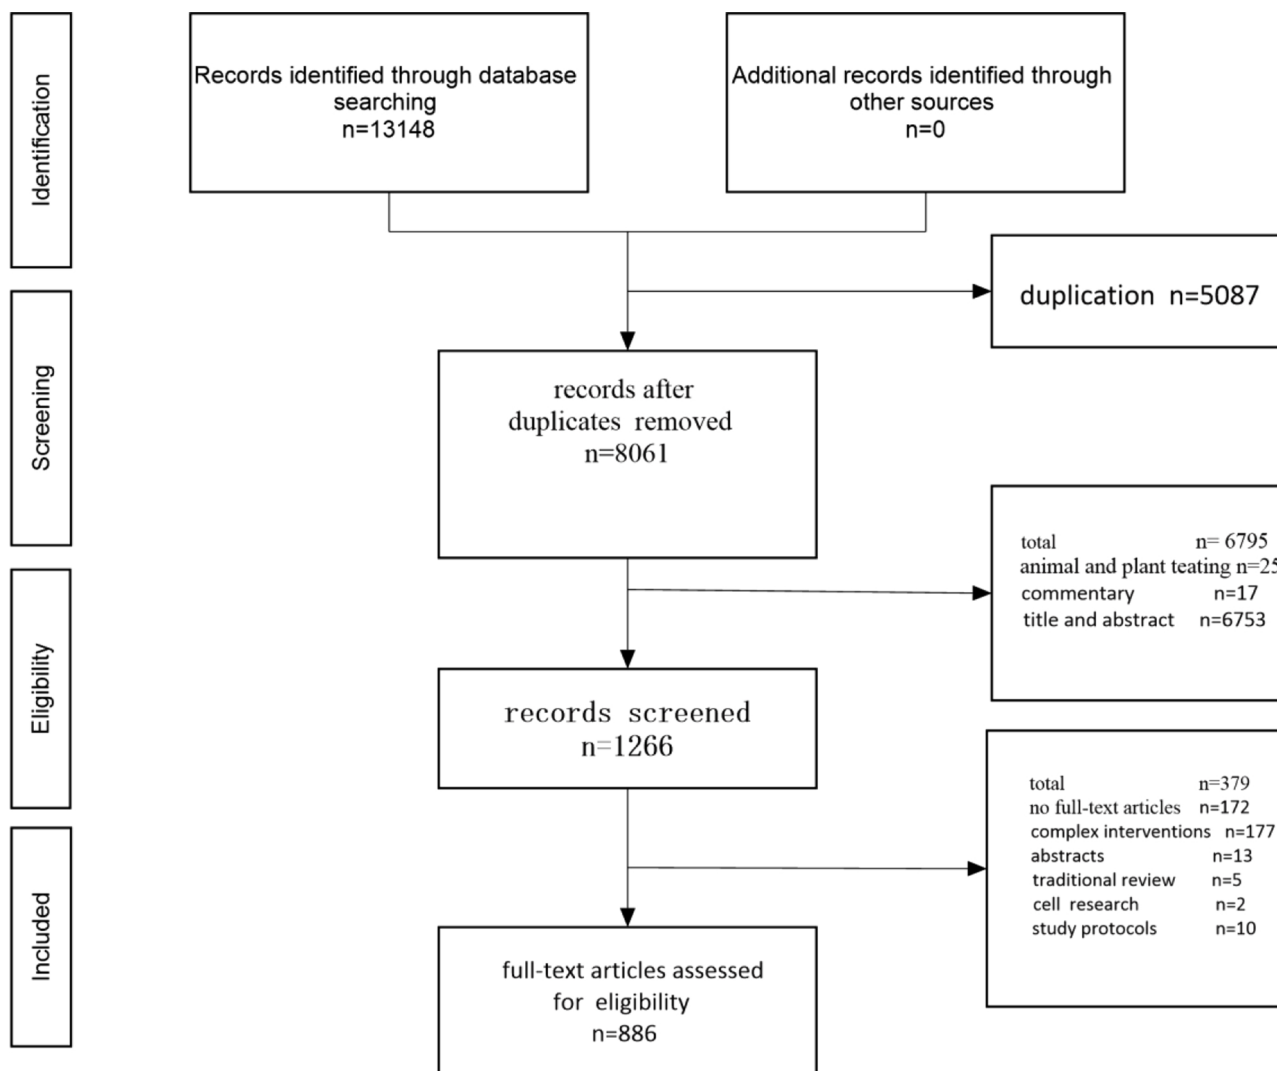 Identification
Records identified through database
searching
n=13148
Additional records identified through
other sources
n=0
duplication n=5087
Screening
records after
duplicates removed
n=8061
total n= 6795
animal and plant teating n=25
commentary n=17
title and abstract n=6753
Eligibility
records screened
n=1266
total n=379
no full-text articles n=172
complex interventions n=177
abstracts n=13
traditional review n=5
cell research n=2
study protocols n=10
Included
full-text articles assessed
for eligibility
n=886